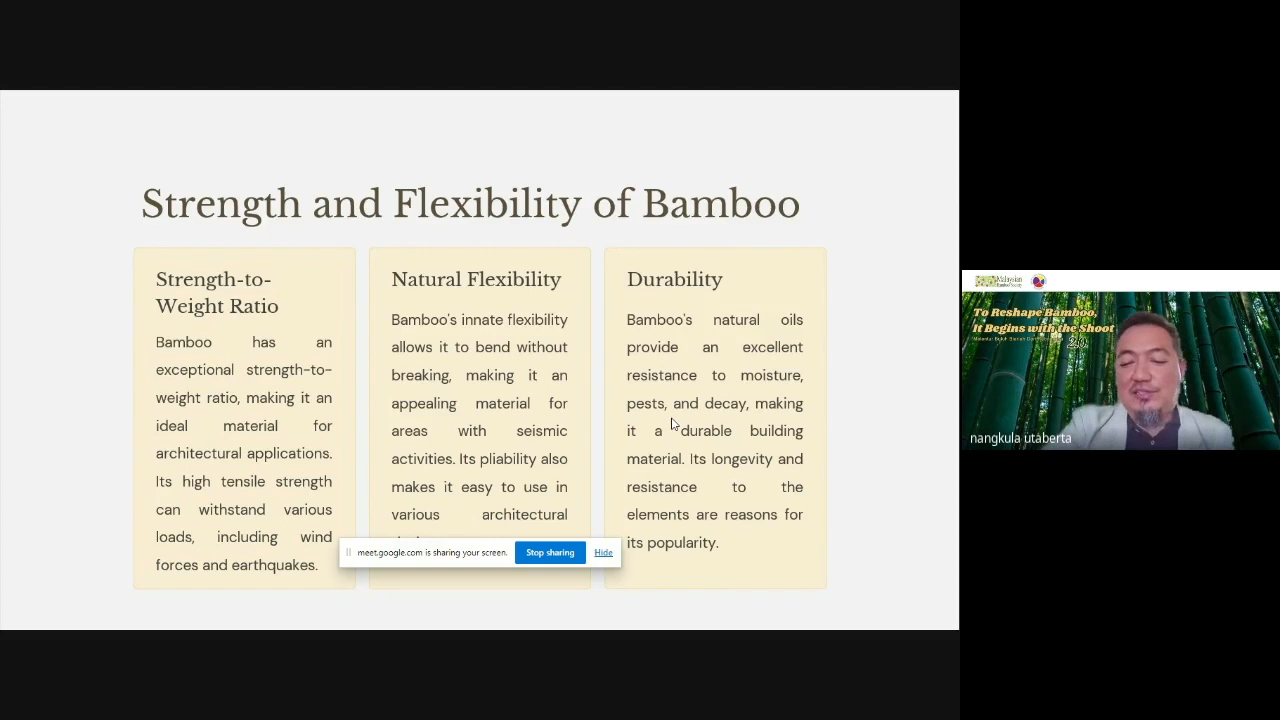 Strength and Flexibility of Bamboo
Strength-to-
Weight Ratio
Bamboo has an
exceptional strength-to-
weight ratio, making it an
ideal material for
architectural applications.
Its high tensile strength
can withstand various
loads, including wind
forces and earthquakes.
Natural Flexibility
Bamboo's innate flexibility
allows it to bend without
breaking, making it an
appealing material for
areas with seismic
activities. Its pliability also
makes it easy to use in
various architectural
Durability
Bamboo's natural oils
provide an excellent
resistance to moisture,
pests, and decay, making
it a durable building
material. Its longevity and
resistance to the
elements are reasons for
its popularity.
meet.google.com is sharing your screen.
Stop sharing
Hide
Malaysian
Bamboo Society
To Reshape Bamboo,
It Begins with the Shoot
2.0
nangkula utaberta